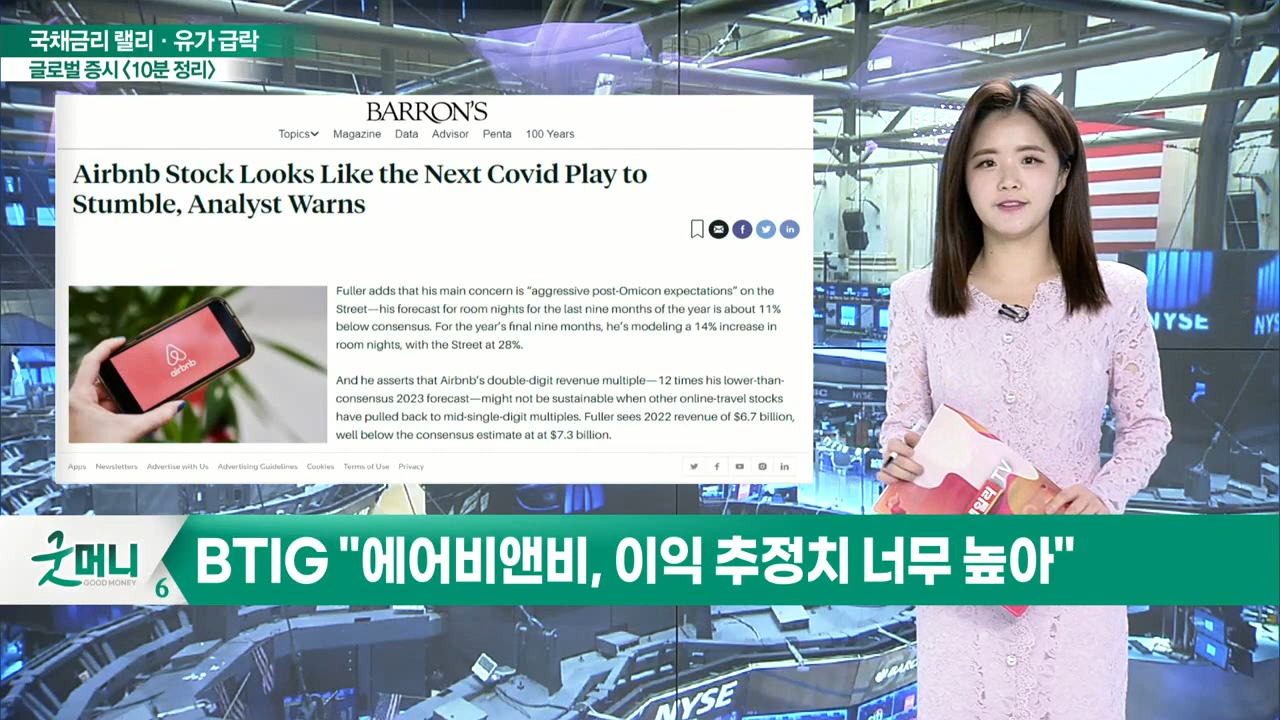 국채금리 랠리 · 유가 급락
글로벌 증시 <10분 정리>
BARRON'S
Topics Magazine Data Advisor Penta 100 Years
Airbnb Stock Looks Like the Next Covid Play to
Stumble, Analyst Warns
Fuller adds that his main concern is “aggressive post-Omicon expectations” on the
Street—his forecast for room nights for the last nine months of the year is about 11%
below consensus. For the year's final nine months, he's modeling a 14% increase in
room nights, with the Street at 28%.
And he asserts that Airbnb's double-digit revenue multiple—12 times his lower-than-
consensus 2023 forecast—might not be sustainable when other online-travel stocks
have pulled back to mid-single-digit multiples. Fuller sees 2022 revenue of $6.7 billion,
well below the consensus estimate at at $7.3 billion.
airbnb
Apps Newsletters Advertise with Us Advertising Guidelines Cookies Terms of Use Privacy
NYSE
NY
일리TV
굿머니
GOOD MONEY
6
BTIG "에어비앤비, 이익 추정치 너무 높아"
BARCLAYS
NYSE